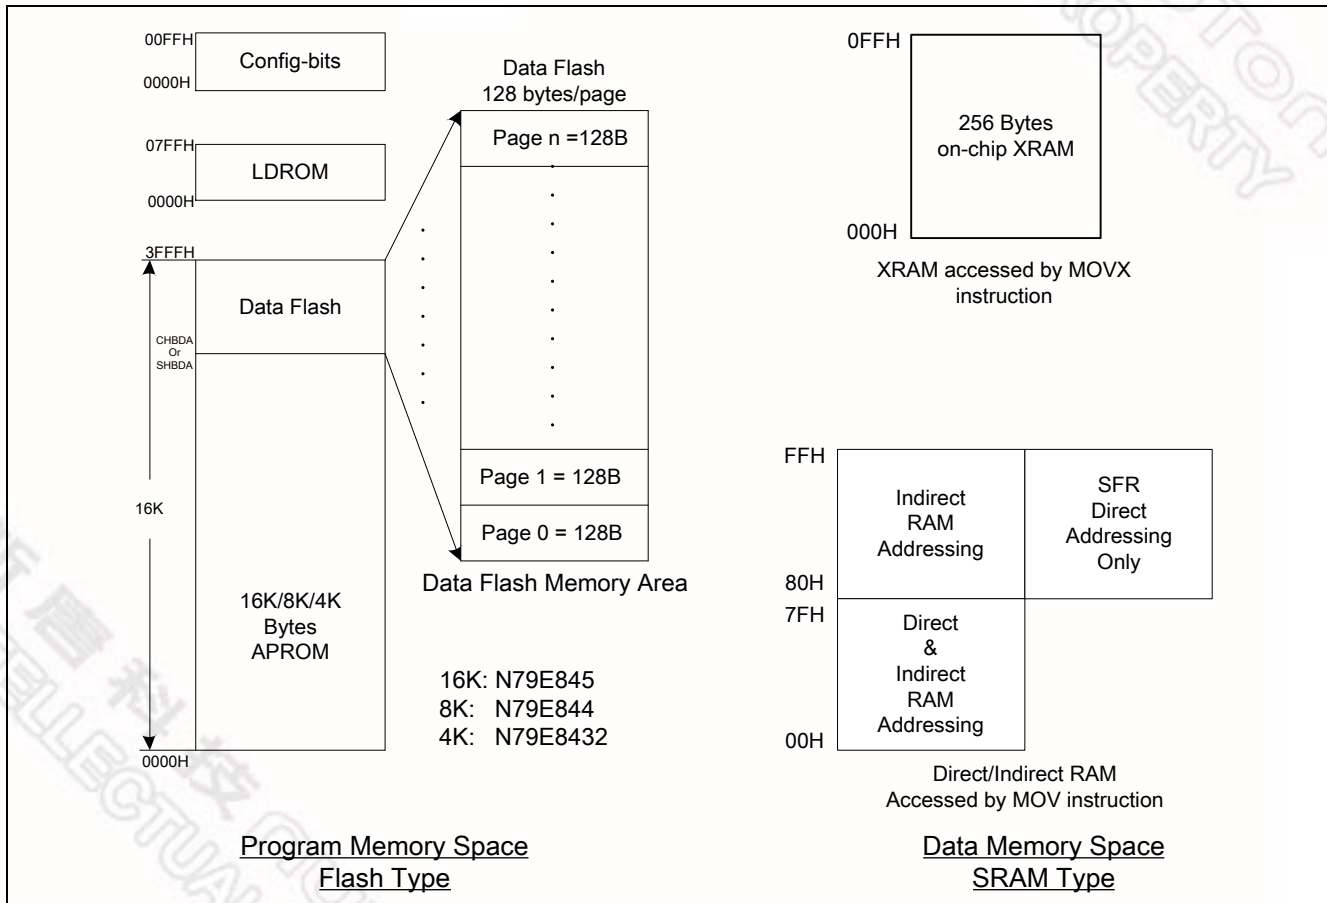 00FFH
Config-bits
0000H
07FFH
LDROM
0000H
3FFFH
Data Flash
CHBDA
Or
SHBDA
16K
16K/8K/4K
Bytes
APROM
0000H
Data Flash
128 bytes/page
Page n =128B
Page 1 = 128B
Page 0 = 128B
Data Flash Memory Area
16K: N79E845
8K: N79E844
4K: N79E8432
Program Memory Space
Flash Type
0FFH
256 Bytes
on-chip XRAM
000H
XRAM accessed by MOVX
instruction
FFH
Indirect
RAM
Addressing
SFR
Direct
Addressing
Only
80H
7FH
Direct
&
Indirect
RAM
Addressing
00H
Direct/Indirect RAM
Accessed by MOV instruction
Data Memory Space
SRAM Type